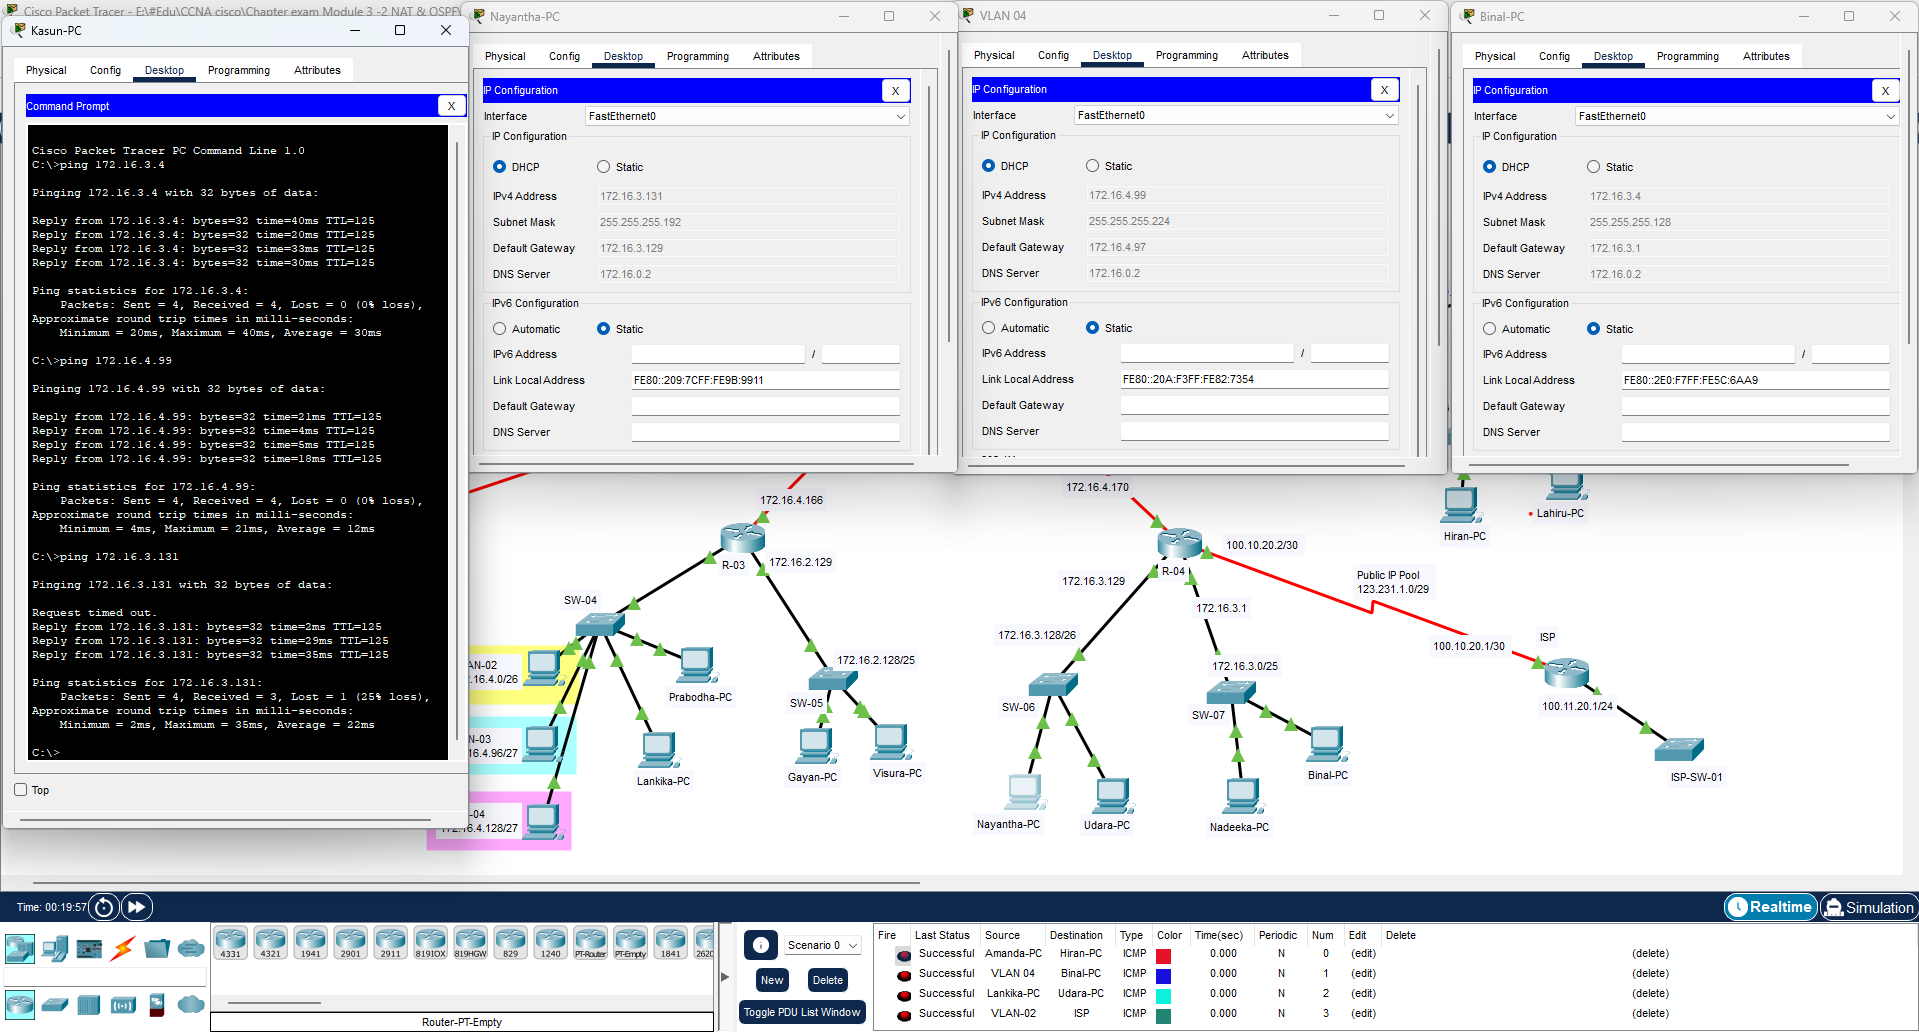 Cisco Packet Tracer - E:\#Edu\CCNA cisco\Chapter exam Module 3 -2 NAT & OSPF\
Kasun-PC
Physical Config Desktop Programming Attributes
Command Prompt X
Cisco Packet Tracer PC Command Line 1.0
C:\>ping 172.16.3.4
Pinging 172.16.3.4 with 32 bytes of data:
Reply from 172.16.3.4: bytes=32 time=40ms TTL=125
Reply from 172.16.3.4: bytes=32 time=20ms TTL=125
Reply from 172.16.3.4: bytes=32 time=33ms TTL=125
Reply from 172.16.3.4: bytes=32 time=30ms TTL=125
Ping statistics for 172.16.3.4:
Packets: Sent = 4, Received = 4, Lost = 0 (0% loss),
Approximate round trip times in milli-seconds:
Minimum = 20ms, Maximum = 40ms, Average = 30ms
C:\>ping 172.16.4.99
Pinging 172.16.4.99 with 32 bytes of data:
Reply from 172.16.4.99: bytes=32 time=21ms TTL=125
Reply from 172.16.4.99: bytes=32 time=4ms TTL=125
Reply from 172.16.4.99: bytes=32 time=5ms TTL=125
Reply from 172.16.4.99: bytes=32 time=18ms TTL=125
Ping statistics for 172.16.4.99:
Packets: Sent = 4, Received = 4, Lost = 0 (0% loss),
Approximate round trip times in milli-seconds:
Minimum = 4ms, Maximum = 21ms, Average = 12ms
C:\>ping 172.16.3.131
Pinging 172.16.3.131 with 32 bytes of data:
Request timed out.
Reply from 172.16.3.131: bytes=32 time=2ms TTL=125
Reply from 172.16.3.131: bytes=32 time=29ms TTL=125
Reply from 172.16.3.131: bytes=32 time=35ms TTL=125
Ping statistics for 172.16.3.131:
Packets: Sent = 4, Received = 3, Lost = 1 (25% loss),
Approximate round trip times in milli-seconds:
Minimum = 2ms, Maximum = 35ms, Average = 22ms
C:\>
Top
Nayantha-PC
Physical Config Desktop Programming Attributes
IP Configuration X
Interface FastEthernet0
IP Configuration
DHCP Static
IPv4 Address 172.16.3.131
Subnet Mask 255.255.255.192
Default Gateway 172.16.3.129
DNS Server 172.16.0.2
IPv6 Configuration
Automatic Static
IPv6 Address /
Link Local Address FE80::209:7CFF:FE9B:9911
Default Gateway
DNS Server
VLAN 04
Physical Config Desktop Programming Attributes
IP Configuration X
Interface FastEthernet0
IP Configuration
DHCP Static
IPv4 Address 172.16.4.99
Subnet Mask 255.255.255.224
Default Gateway 172.16.4.97
DNS Server 172.16.0.2
IPv6 Configuration
Automatic Static
IPv6 Address /
Link Local Address FE80::20A:F3FF:FE82:7354
Default Gateway
DNS Server
Binal-PC
Physical Config Desktop Programming Attributes
IP Configuration X
Interface FastEthernet0
IP Configuration
DHCP Static
IPv4 Address 172.16.3.4
Subnet Mask 255.255.255.128
Default Gateway 172.16.3.1
DNS Server 172.16.0.2
IPv6 Configuration
Automatic Static
IPv6 Address /
Link Local Address FE80::2E0:F7FF:FE5C:6AA9
Default Gateway
DNS Server
172.16.4.166
172.16.4.170
Hiran-PC
Lahiru-PC
R-03
172.16.2.129
R-04
100.10.20.2/30
172.16.3.129
Public IP Pool
123.231.1.0/29
SW-04
172.16.3.1
172.16.3.128/26
ISP
100.10.20.1/30
AN-02
.16.4.0/26
172.16.2.128/25
172.16.3.0/25
Prabodha-PC
SW-05
SW-06
SW-07
100.11.20.1/24
N-03
16.4.96/27
Lankika-PC
Gayan-PC
Visura-PC
Binal-PC
ISP-SW-01
-04
172.16.4.128/27
Nayantha-PC
Udara-PC
Nadeeka-PC
Time: 00:19:57
Realtime Simulation
4331 4321 1941 2901 2911 819IOX 819HGW 829 1240 PT-Router PT-Empty 1841 2620
Router-PT-Empty
Scenario 0
New Delete
Toggle PDU List Window
Fire Last Status Source Destination Type Color Time(sec) Periodic Num Edit Delete
Successful Amanda-PC Hiran-PC ICMP 0.000 N 0 (edit) (delete)
Successful VLAN 04 Binal-PC ICMP 0.000 N 1 (edit) (delete)
Successful Lankika-PC Udara-PC ICMP 0.000 N 2 (edit) (delete)
Successful VLAN-02 ISP ICMP 0.000 N 3 (edit) (delete)